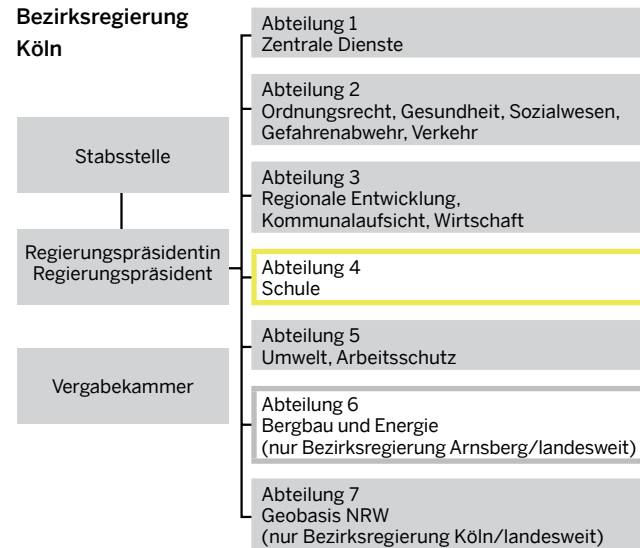 Bezirksregierung
Köln
Stabsstelle
Regierungspräsidentin
Regierungspräsident
Vergabekammer
Abteilung 1
Zentrale Dienste
Abteilung 2
Ordnungsrecht, Gesundheit, Sozialwesen,
Gefahrenabwehr, Verkehr
Abteilung 3
Regionale Entwicklung,
Kommunalaufsicht, Wirtschaft
Abteilung 4
Schule
Abteilung 5
Umwelt, Arbeitsschutz
Abteilung 6
Bergbau und Energie
(nur Bezirksregierung Arnsberg/landesweit)
Abteilung 7
Geobasis NRW
(nur Bezirksregierung Köln/landesweit)